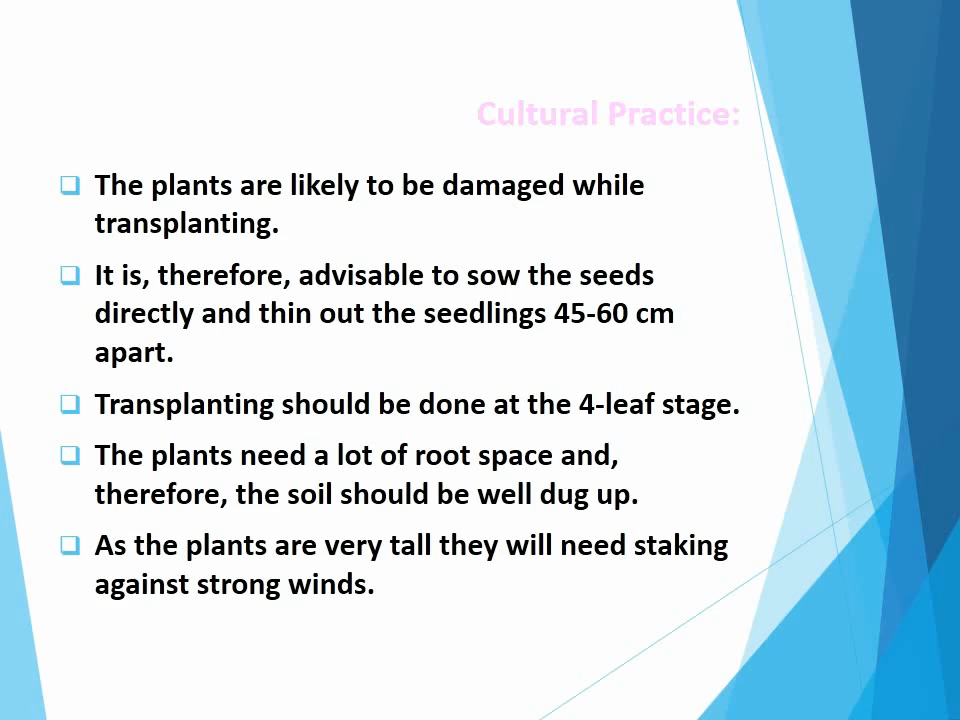 Cultural Practice:
The plants are likely to be damaged while
transplanting.
It is, therefore, advisable to sow the seeds
directly and thin out the seedlings 45-60 cm
apart.
Transplanting should be done at the 4-leaf stage.
The plants need a lot of root space and,
therefore, the soil should be well dug up.
As the plants are very tall they will need staking
against strong winds.